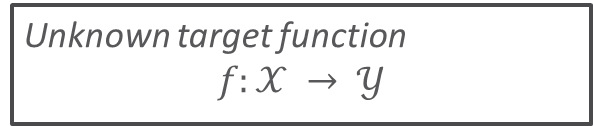 Unknown target function
f: 𝒳 → 𝒴